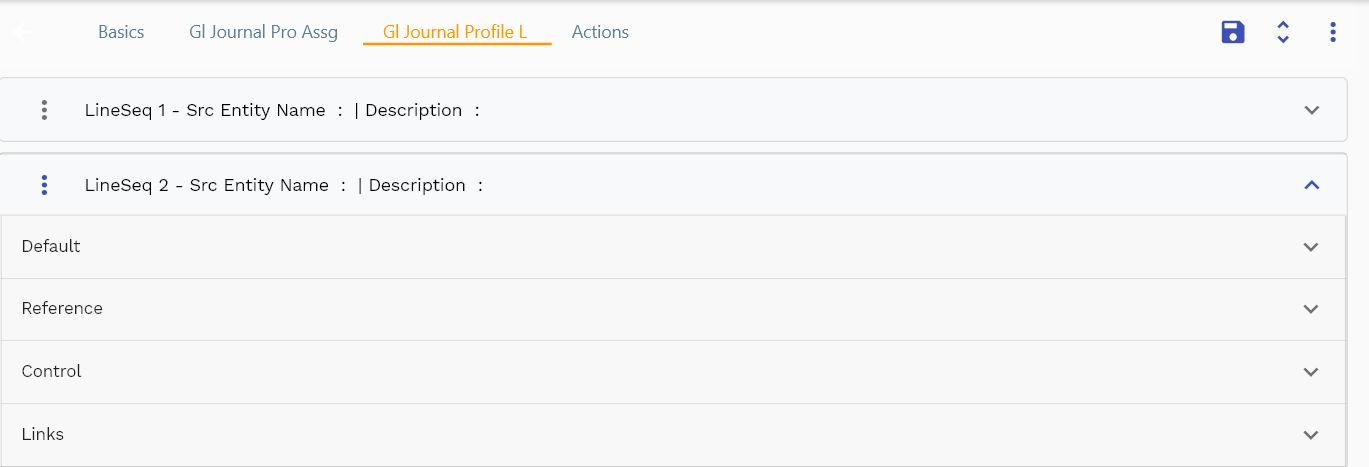 Basics Gl Journal Pro Assg Gl Journal Profile L Actions
LineSeq 1 - Src Entity Name : | Description :
LineSeq 2 - Src Entity Name : | Description :
Default
Reference
Control
Links